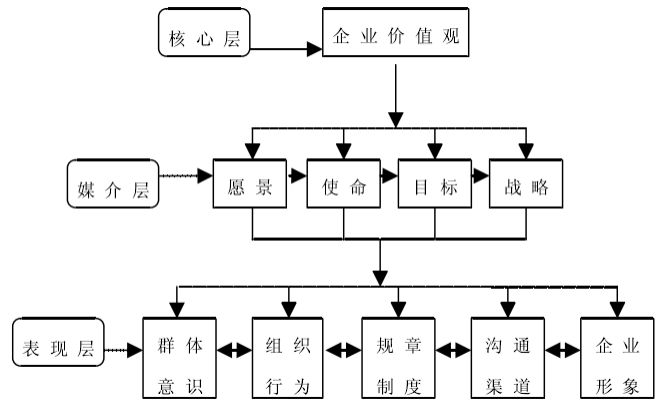 核心层
企业价值观
媒介层
愿景
使命
目标
战略
表现层
群体
意识
组织
行为
规章
制度
沟通
渠道
企业
形象